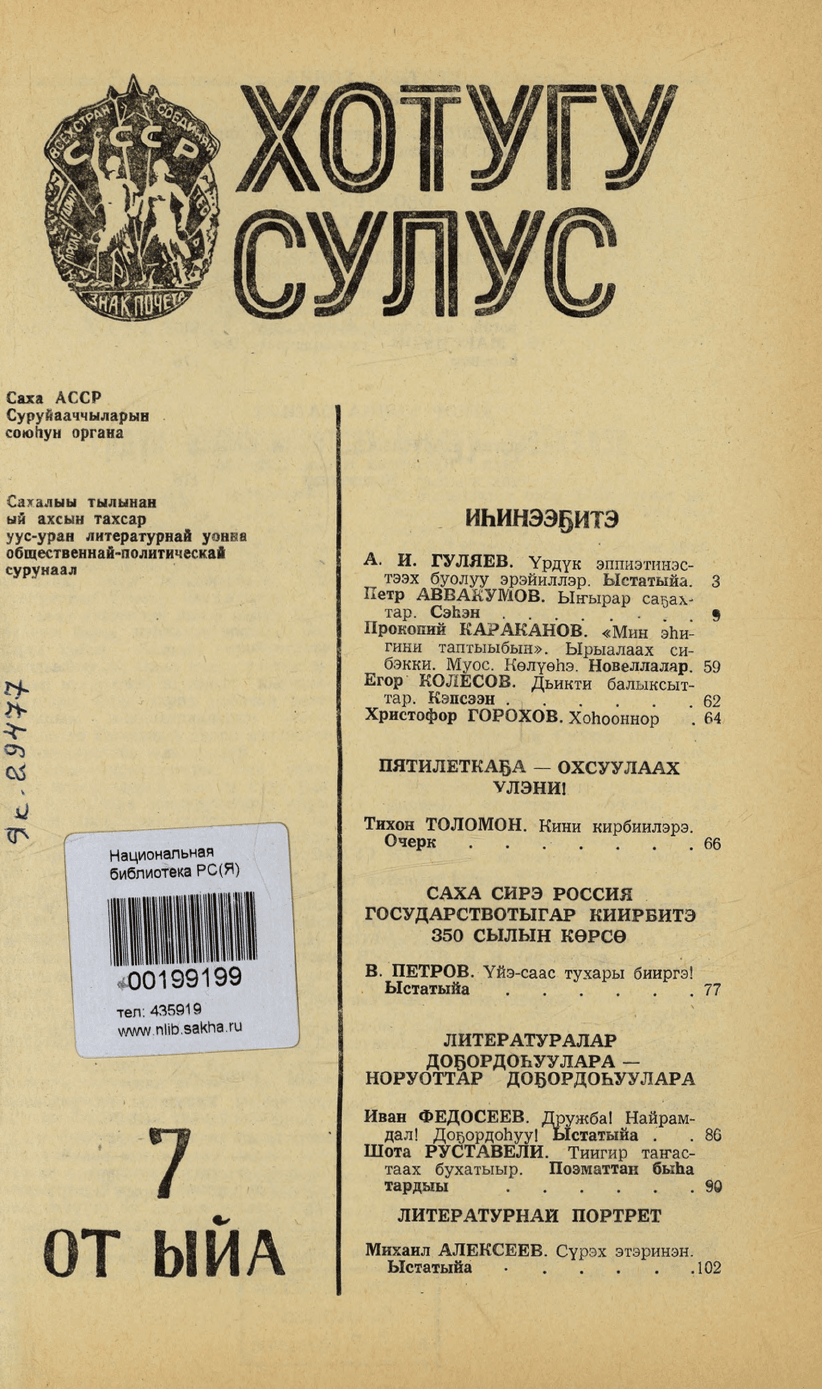 ВСЕХ СТРАН СОЕДИНЯЙ
СССР
ЗНАК ПОЧЕТА
ХОТУГУ
СУЛУС
Саха АССР
Суруйааччыларын
союһун органа
Сахалыы тылынан
ый ахсын тахсар
уус-уран литературнай уонна
общественнай-политическай
сурунаал
Национальная
библиотека РС(Я)
00199199
тел: 435919
www.nlib.sakha.ru
7
ОТ ЫЙА
ИҺИНЭЭҔИТЭ
А. И. ГУЛЯЕВ. Үрдүк эппиэтинэс-
тээх буолуу эрэйиллэр. Ыстатыйа. 3
Петр АВВАКУМОВ. Ыҥырар саҕах-
тар. Сэһэн . . . . . . . 9
Прокопий КАРАКАНОВ. «Мин эһи-
гини таптыыбын». Ырыалаах си-
бэкки. Муос. Көлүөһэ. Новеллалар. 59
Егор КОЛЕСОВ. Дьикти балыксыт-
тар. Кэпсээн . . . . . . 62
Христофор ГОРОХОВ. Хоһооннор . 64
ПЯТИЛЕТКАҔА — ОХСУУЛААХ
ҮЛЭНИ!
Тихон ТОЛОМОН. Кини кирбиилэрэ.
Очерк . . . . . . . 66
САХА СИРЭ РОССИЯ
ГОСУДАРСТВОТЫГАР КИИРБИТЭ
350 СЫЛЫН КӨРСӨ
В. ПЕТРОВ. Үйэ-саас тухары бииргэ!
Ыстатыйа . . . . . . 77
ЛИТЕРАТУРАЛАР
ДОҔОРДОҺУУЛАРА —
НОРУОТТАР ДОҔОРДОҺУУЛАРА
Иван ФЕДОСЕЕВ. Дружба! Найрам-
дал! Доҕордоһуу! Ыстатыйа . . 86
Шота РУСТАВЕЛИ. Тиигир таҥас-
таах бухатыыр. Поэматтан быһа
тардыы . . . . . . 90
ЛИТЕРАТУРНАЙ ПОРТРЕТ
Михаил АЛЕКСЕЕВ. Сүрэх этэринэн.
Ыстатыйа . . . . . .102